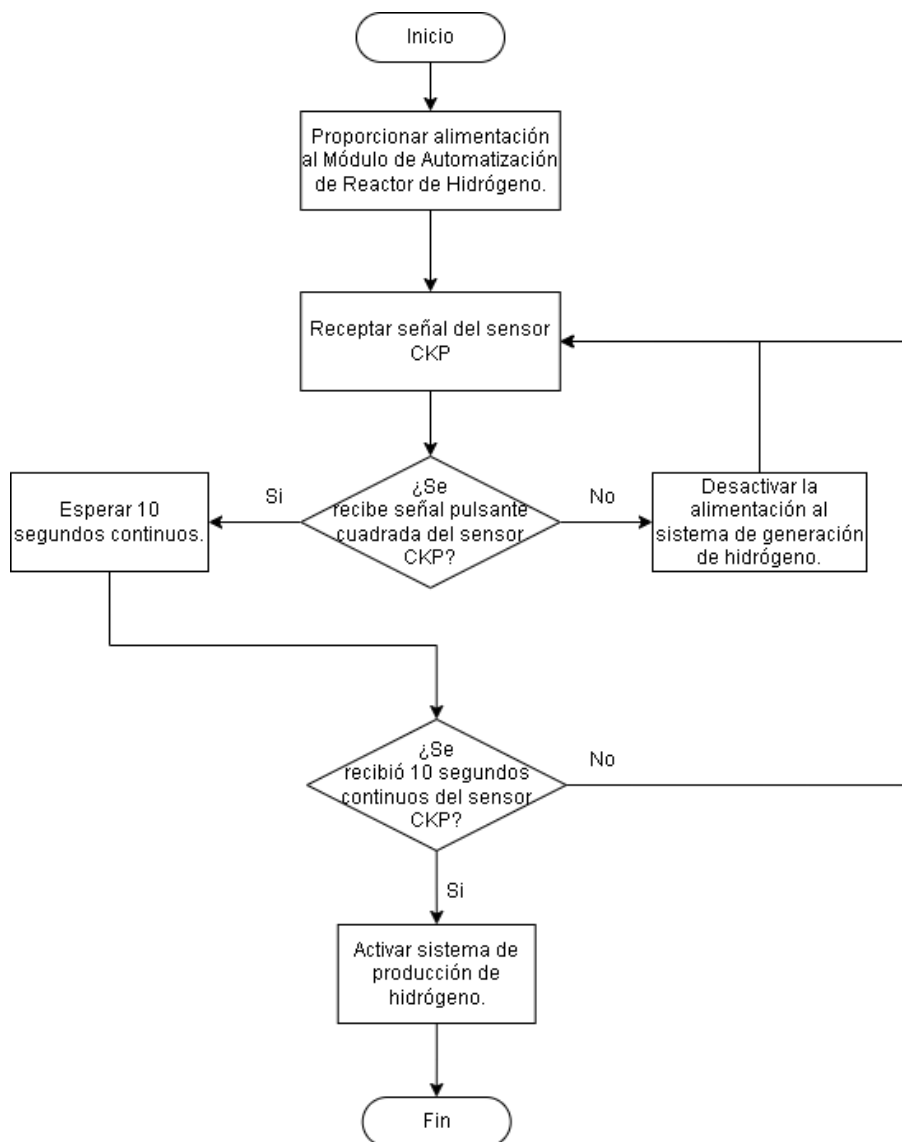 Inicio
Proporcionar alimentación
al Módulo de Automatización
de Reactor de Hidrógeno.
Receptar señal del sensor
CKP
¿Se
recibe señal pulsante
cuadrada del sensor
CKP?
Si
No
Esperar 10
segundos continuos.
Desactivar la
alimentación al
sistema de generación
de hidrógeno.
¿Se
recibió 10 segundos
continuos del sensor
CKP?
No
Si
Activar sistema de
producción de
hidrógeno.
Fin